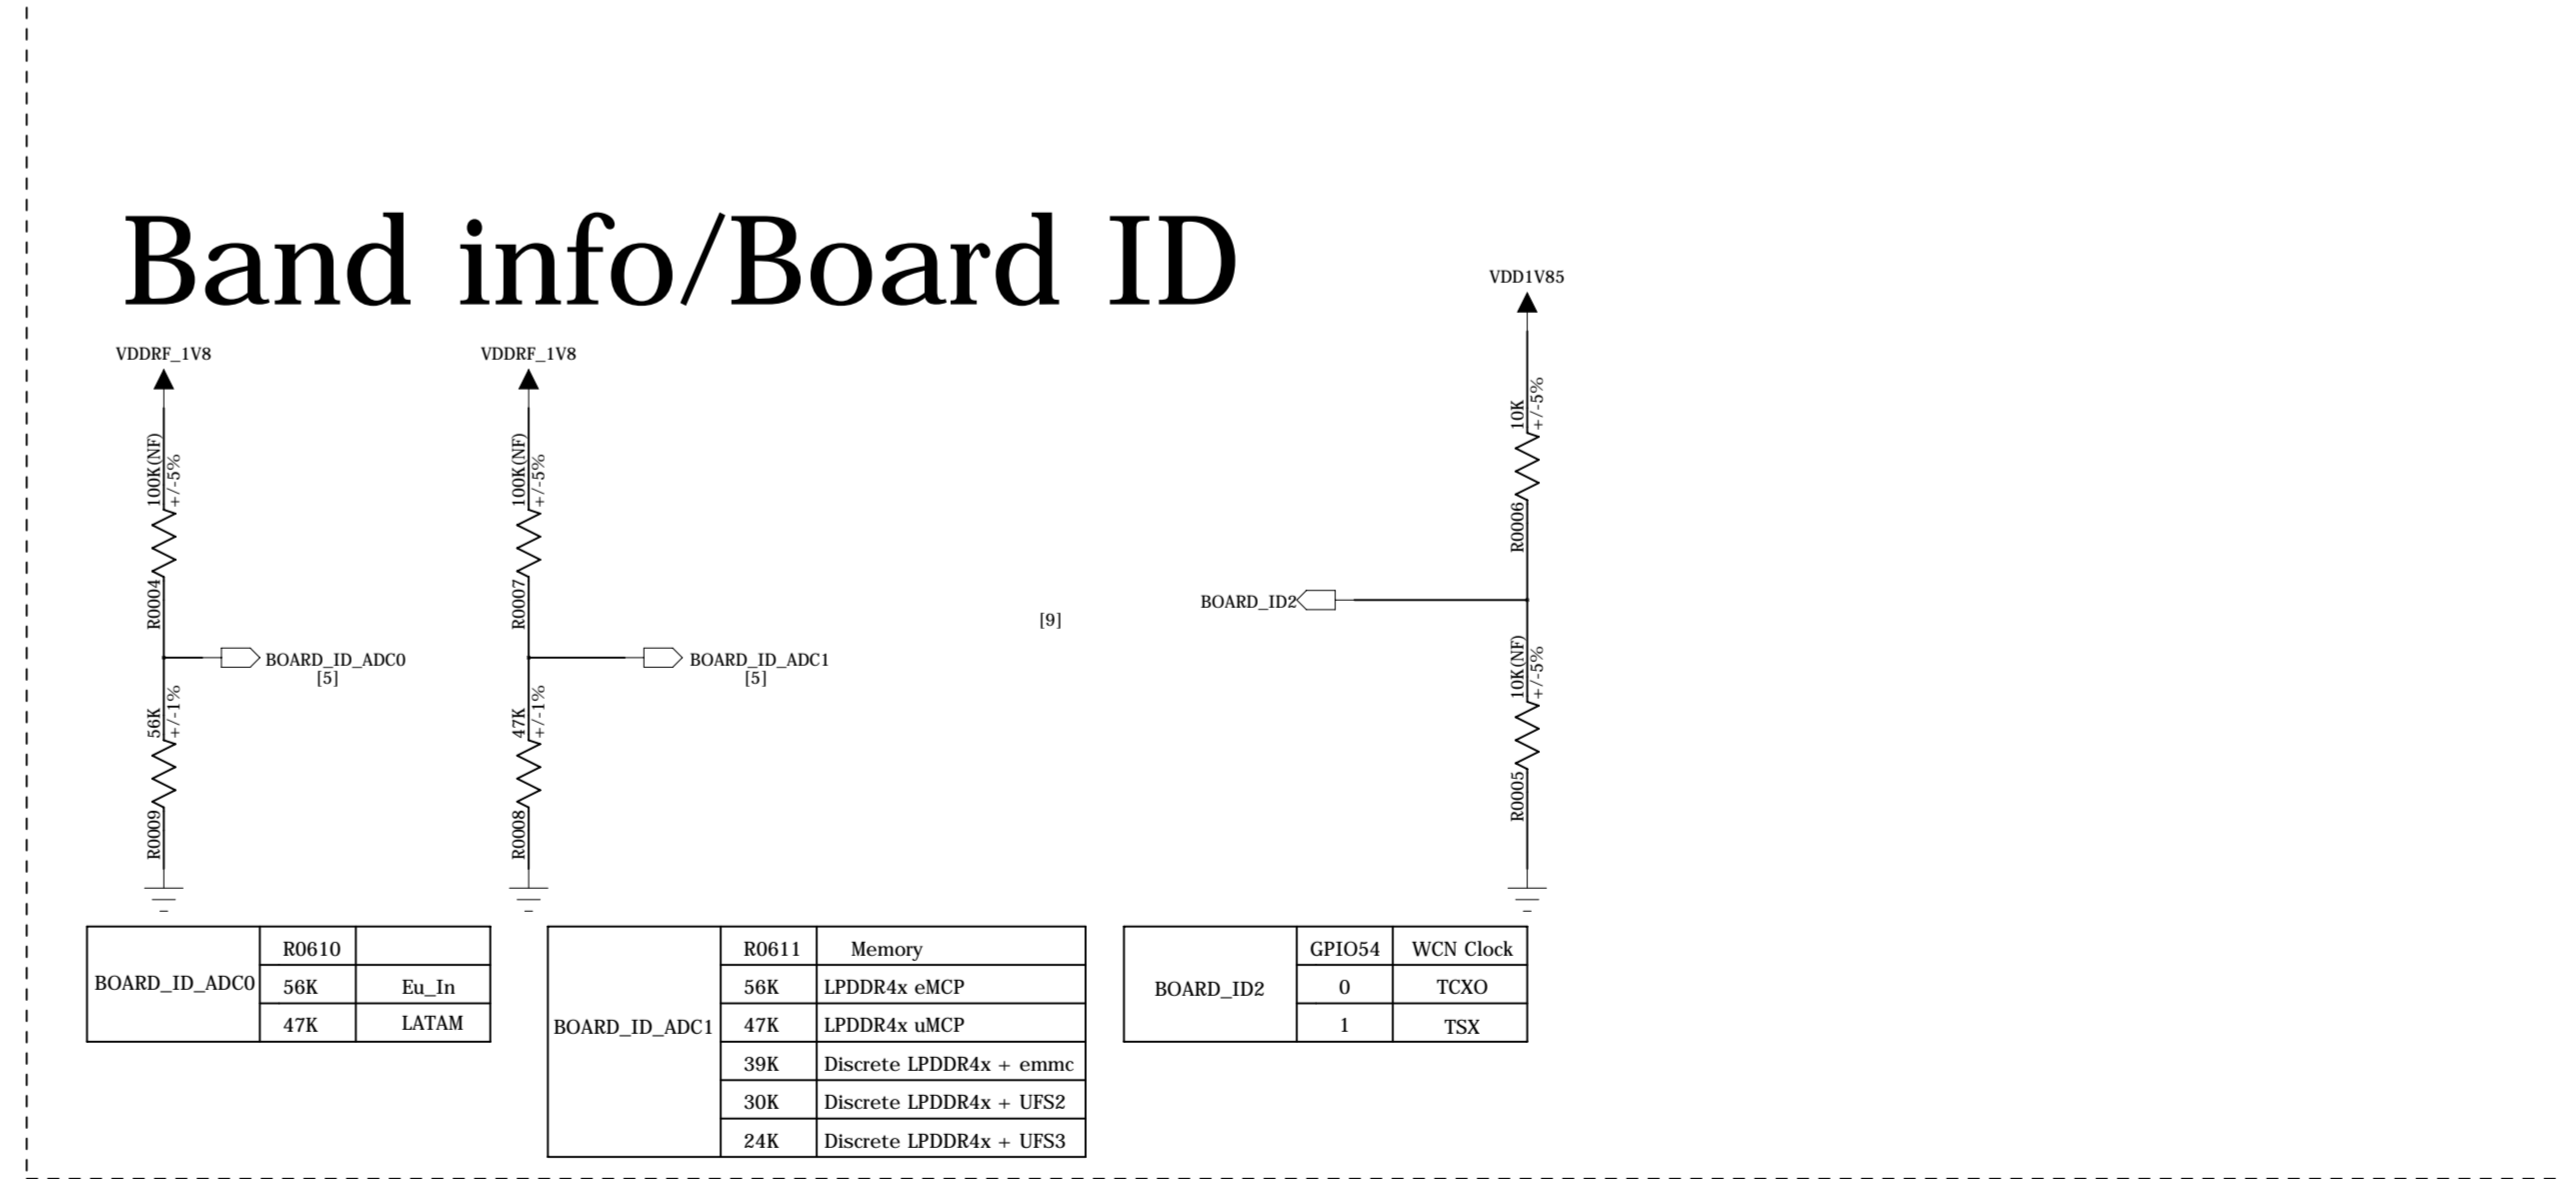 Band info/Board ID
VDDRF_1V8
100K(NF)
+/-5%
R0004
BOARD_ID_ADC0
[5]
56K
+/-1%
R0009
VDDRF_1V8
100K(NF)
+/-5%
R0007
BOARD_ID_ADC1
[5]
47K
+/-1%
R0008
VDD1V85
10K
+/-5%
R0006
[9]
BOARD_ID2
10K(NF)
+/-5%
R0005
BOARD_ID_ADC0
R0610
56K Eu_In
47K LATAM
BOARD_ID_ADC1
R0611 Memory
56K LPDDR4x eMCP
47K LPDDR4x uMCP
39K Discrete LPDDR4x + emmc
30K Discrete LPDDR4x + UFS2
24K Discrete LPDDR4x + UFS3
BOARD_ID2
GPIO54 WCN Clock
0 TCXO
1 TSX